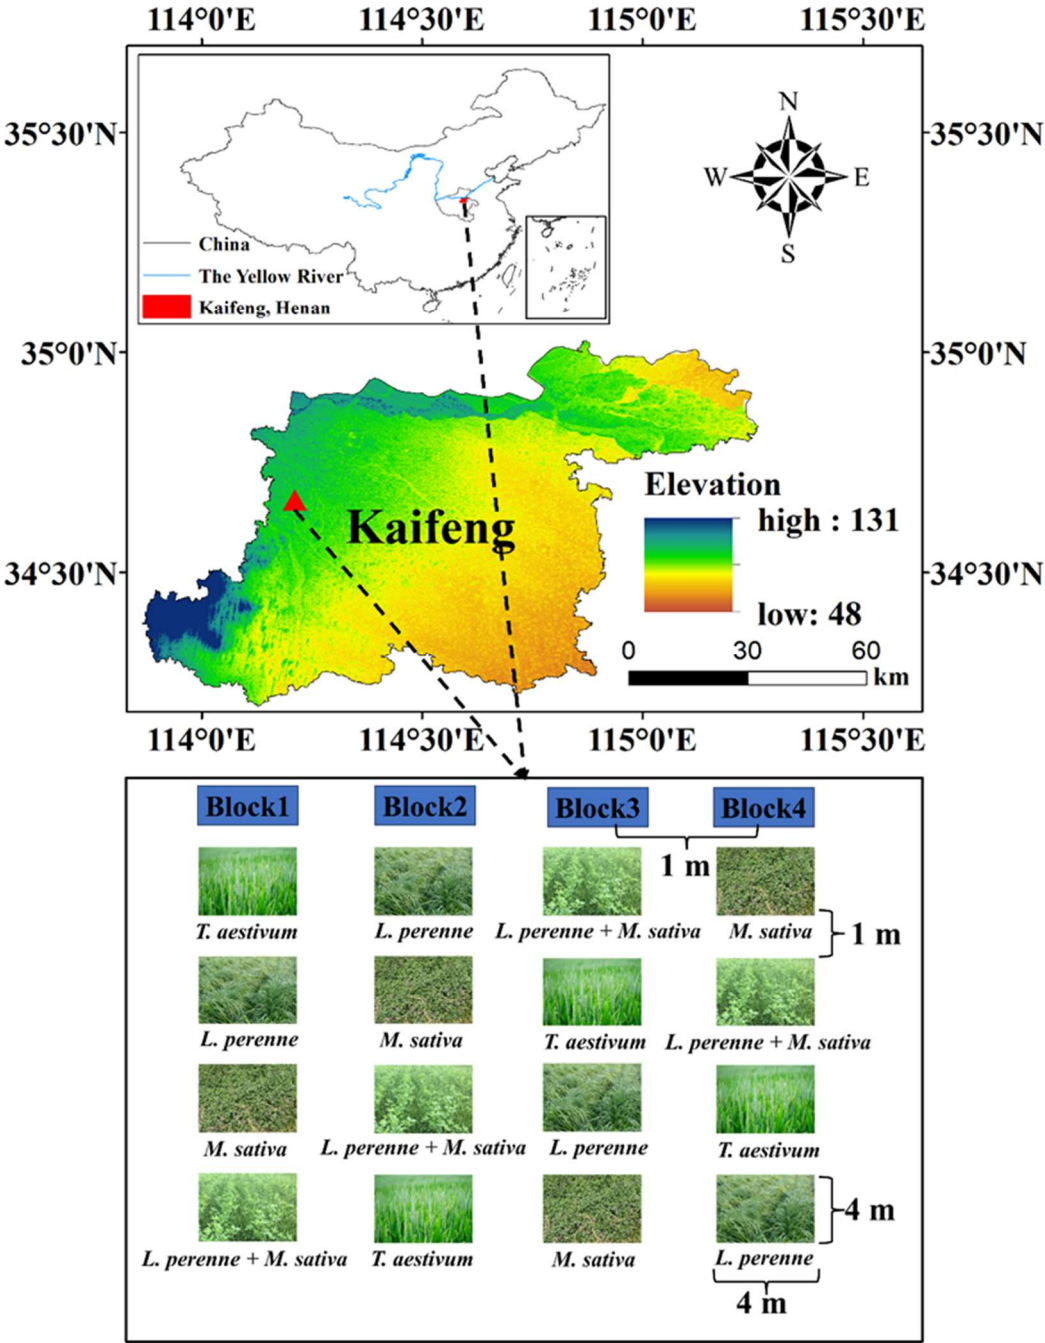 114°0'E 114°30'E 115°0'E 115°30'E
35°30'N 35°30'N
N
W E
S
China
The Yellow River
Kaifeng, Henan
35°0'N 35°0'N
Elevation
high : 131
Kaifeng
34°30'N 34°30'N
low: 48
0 30 60
km
114°0'E 114°30'E 115°0'E 115°30'E
Block1 Block2 Block3 Block4
1 m
T. aestivum L. perenne L. perenne + M. sativa M. sativa
1 m
L. perenne M. sativa T. aestivum L. perenne + M. sativa
M. sativa L. perenne + M. sativa L. perenne T. aestivum
4 m
L. perenne + M. sativa T. aestivum M. sativa L. perenne
4 m